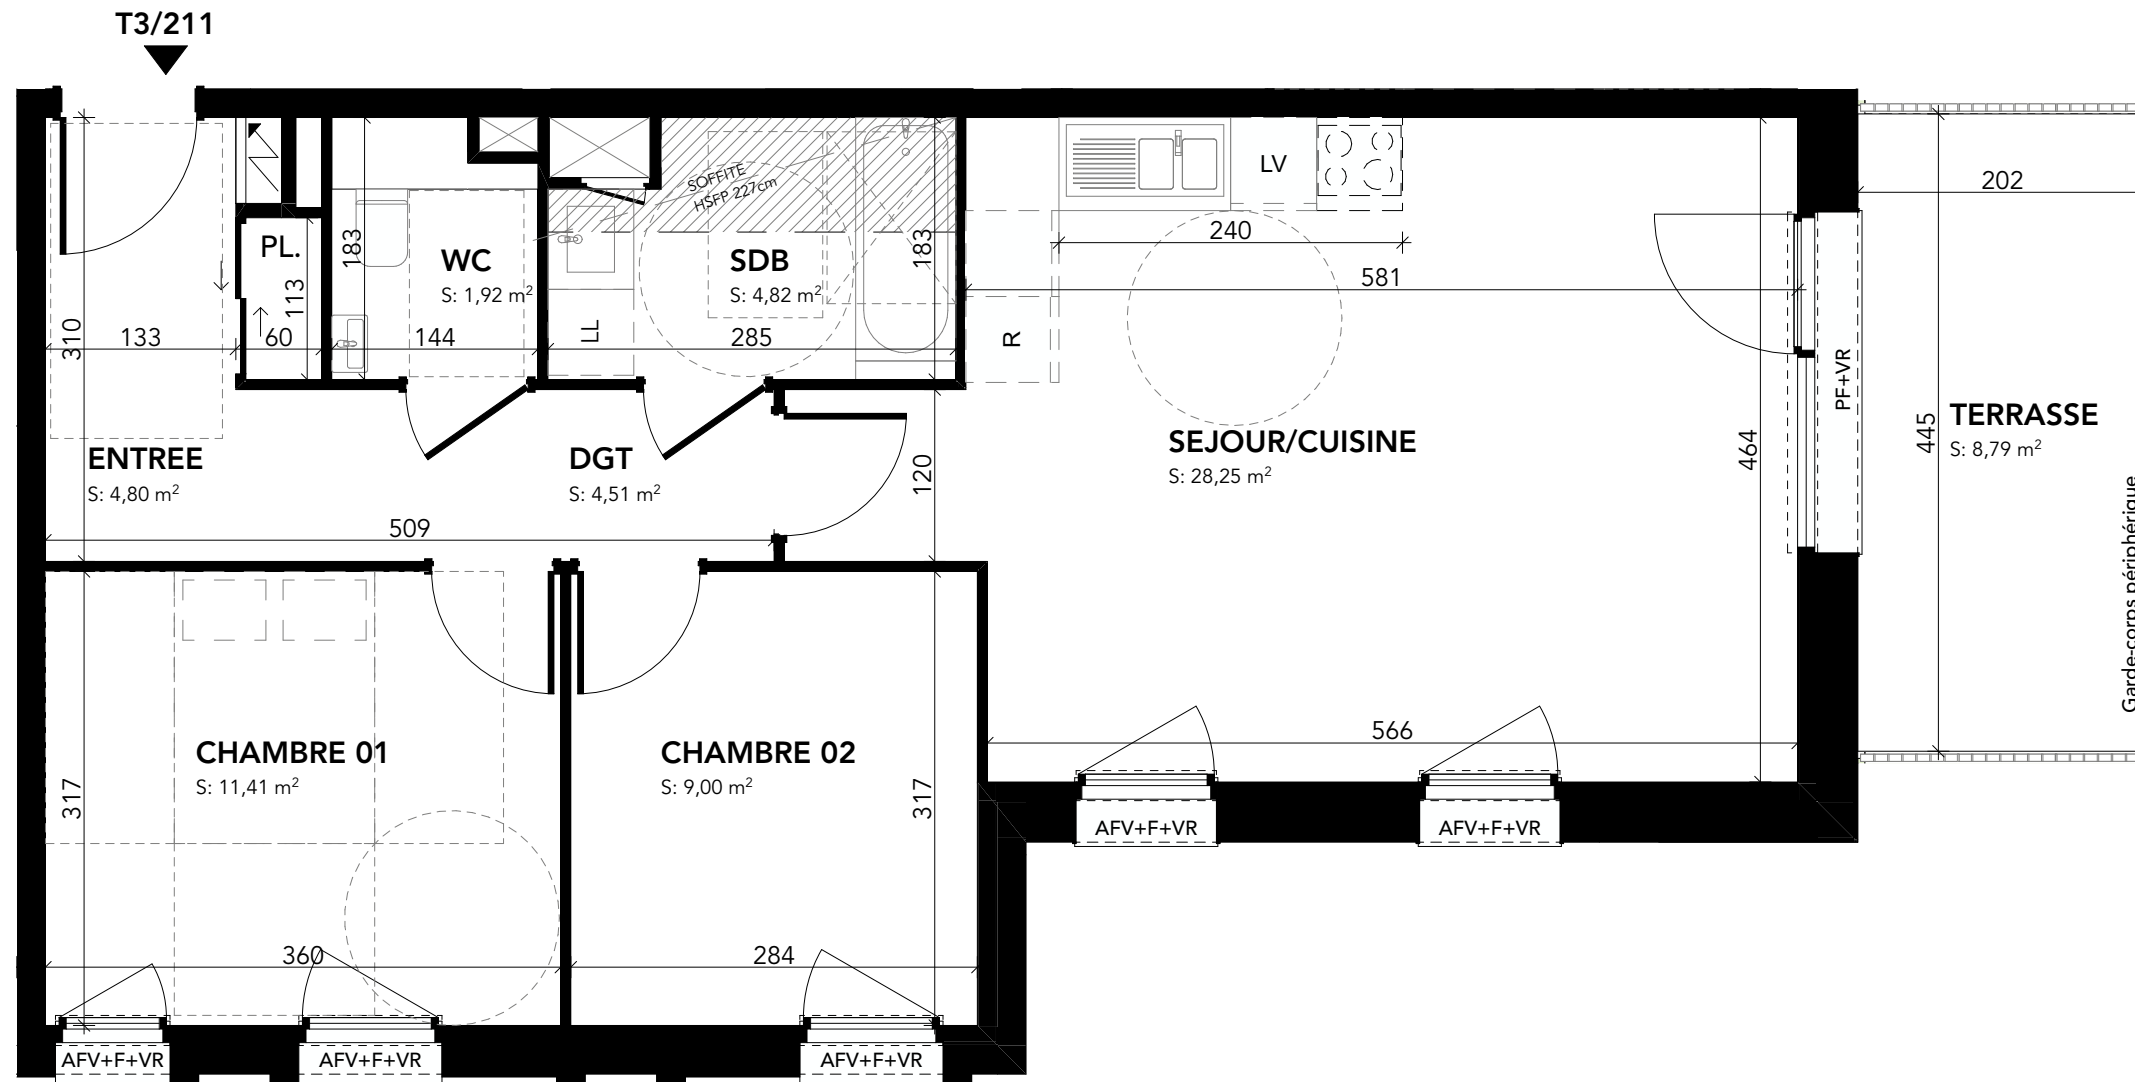 T3/211
SOFFITE
HSFP 227cm
LV
202
240
PL.
183
WC
S: 1,92 m²
SDB
S: 4,82 m²
183
581
113
310
133
60
144
LL
285
R
PF+VR
ENTREE
S: 4,80 m²
DGT
S: 4,51 m²
120
SEJOUR/CUISINE
S: 28,25 m²
464
445
TERRASSE
S: 8,79 m²
509
Garde-corps périphérique
CHAMBRE 01
S: 11,41 m²
CHAMBRE 02
S: 9,00 m²
566
317
317
AFV+F+VR
AFV+F+VR
360
284
AFV+F+VR
AFV+F+VR
AFV+F+VR